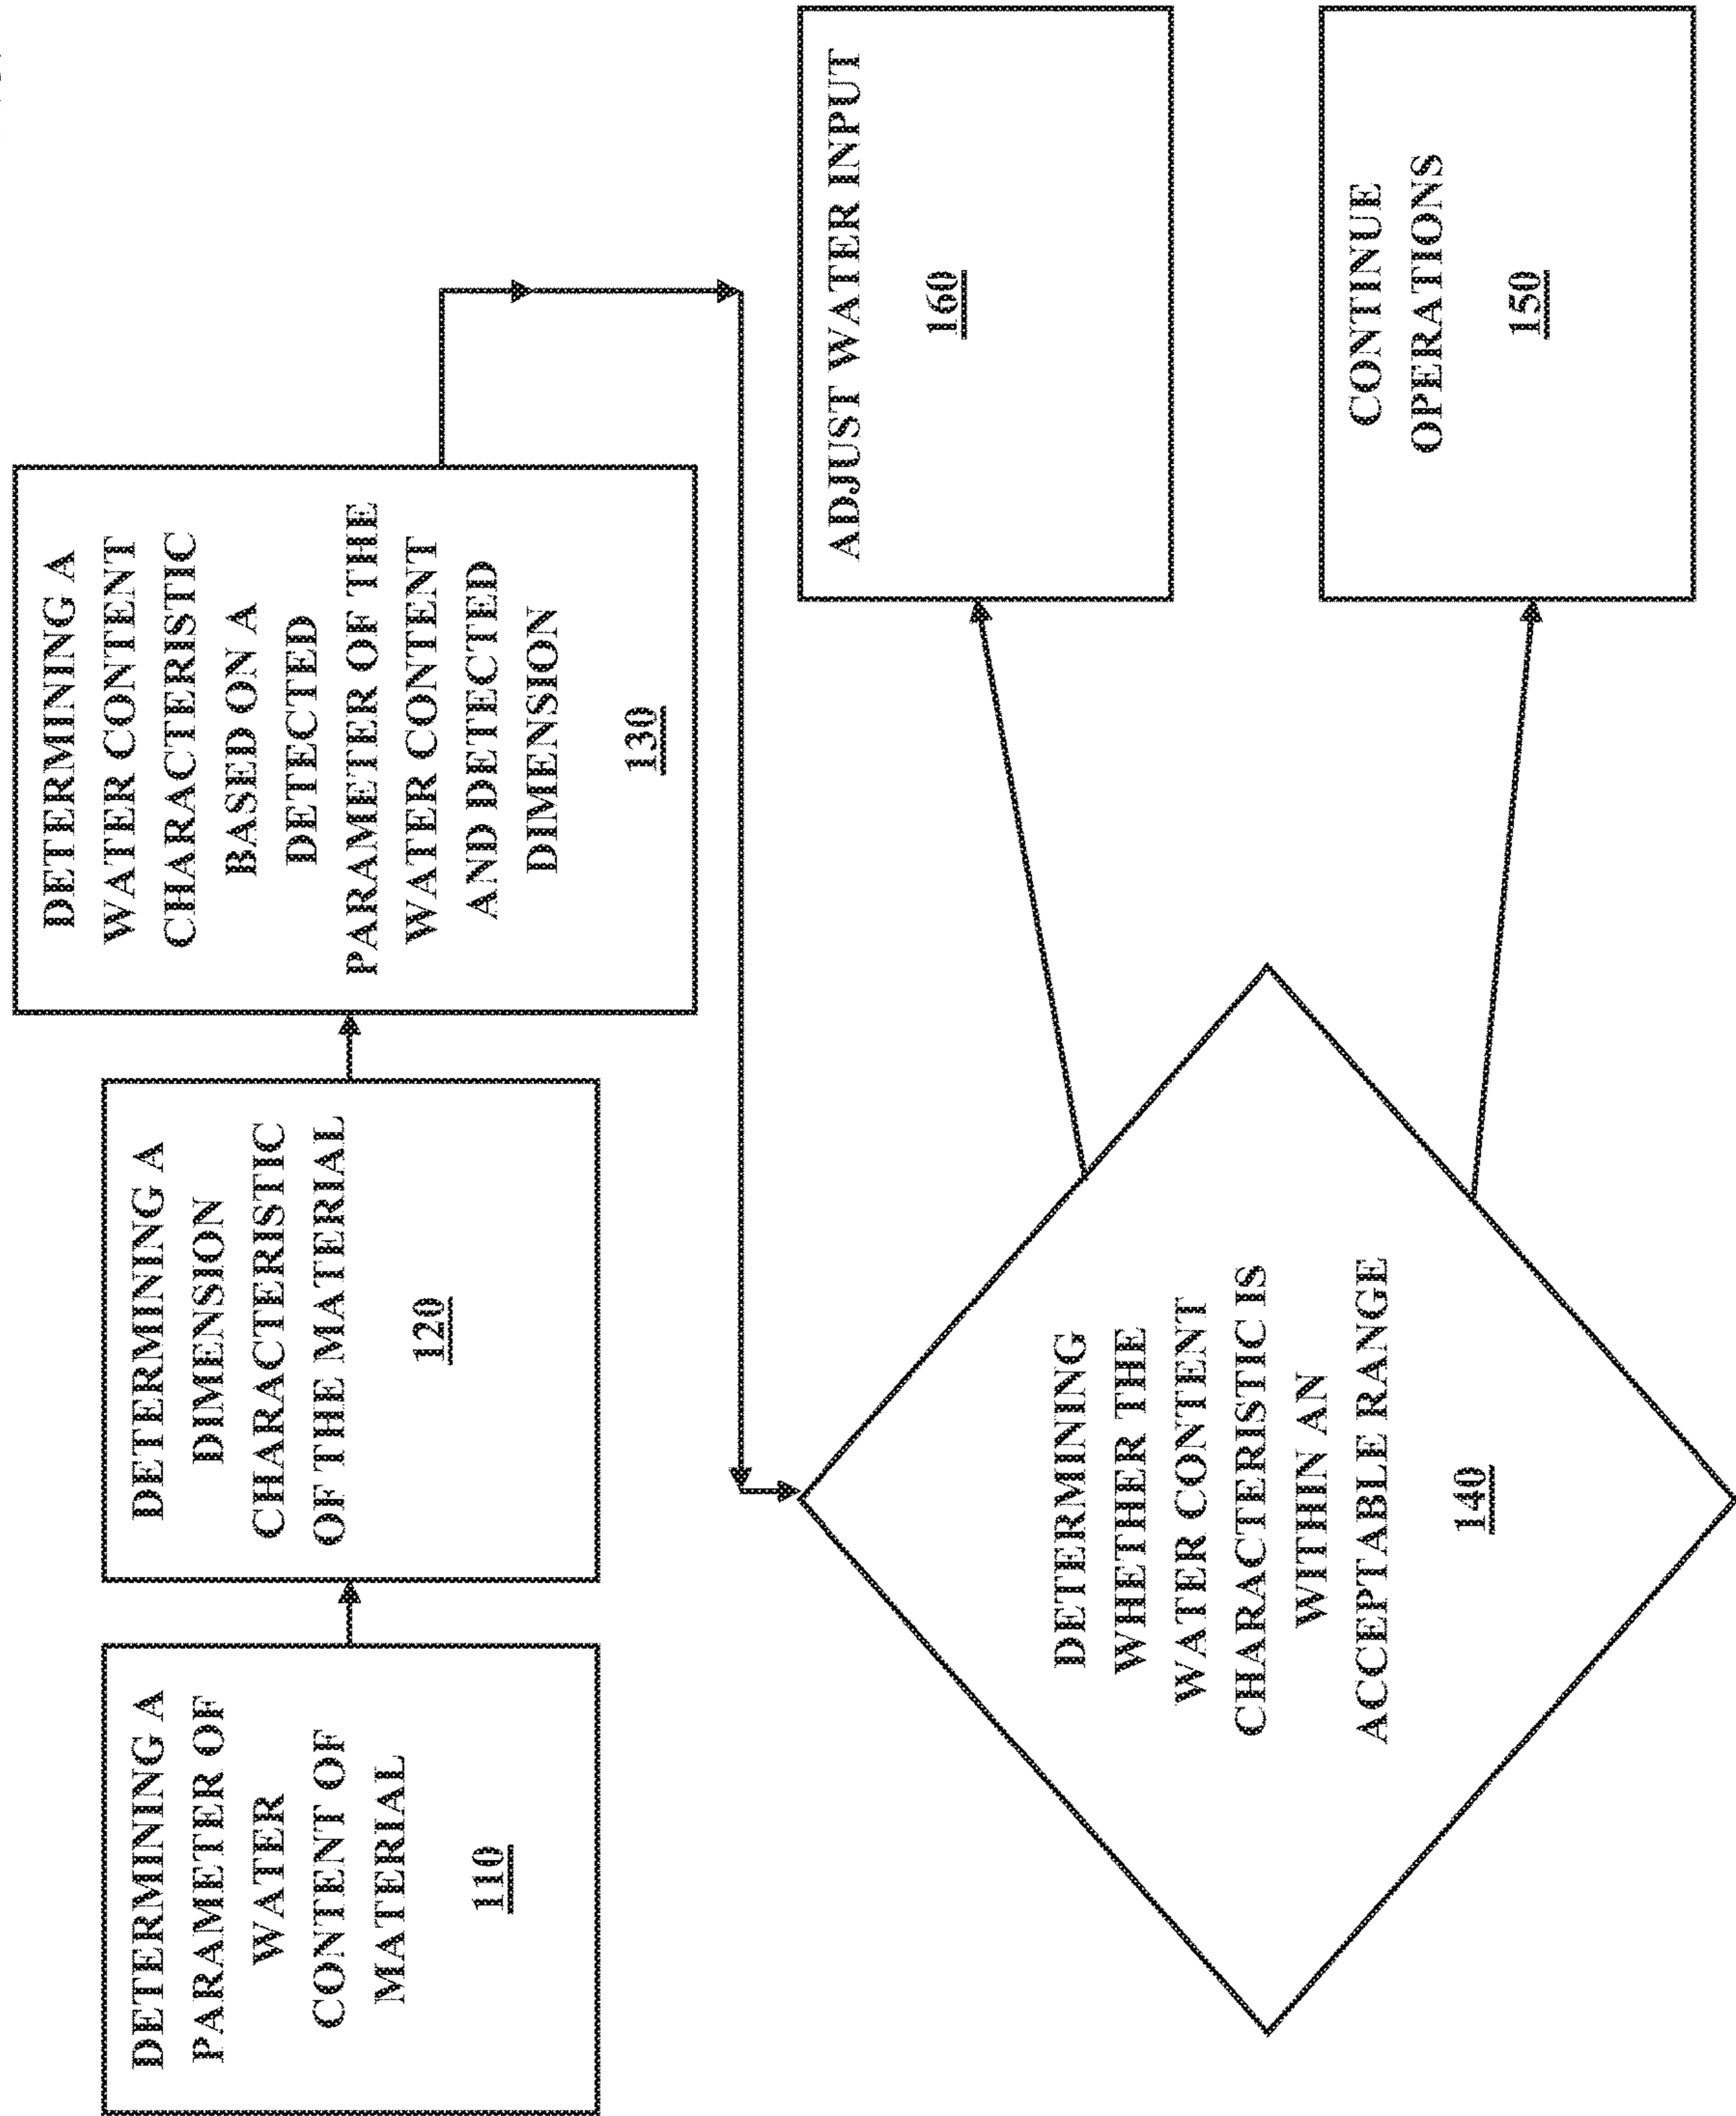 DETERMINING A
PARAMETER OF
WATER
CONTENT OF
MATERIAL
110
DETERMINING A
DIMENSION
CHARACTERISTIC
OF THE MATERIAL
120
DETERMINING A
WATER CONTENT
CHARACTERISTIC
BASED ON A
DETECTED
PARAMETER OF THE
WATER CONTENT
AND DETECTED
DIMENSION
130
DETERMINING
WHETHER THE
WATER CONTENT
CHARACTERISTIC IS
WITHIN AN
ACCEPTABLE RANGE
140
ADJUST WATER INPUT
160
CONTINUE
OPERATIONS
150